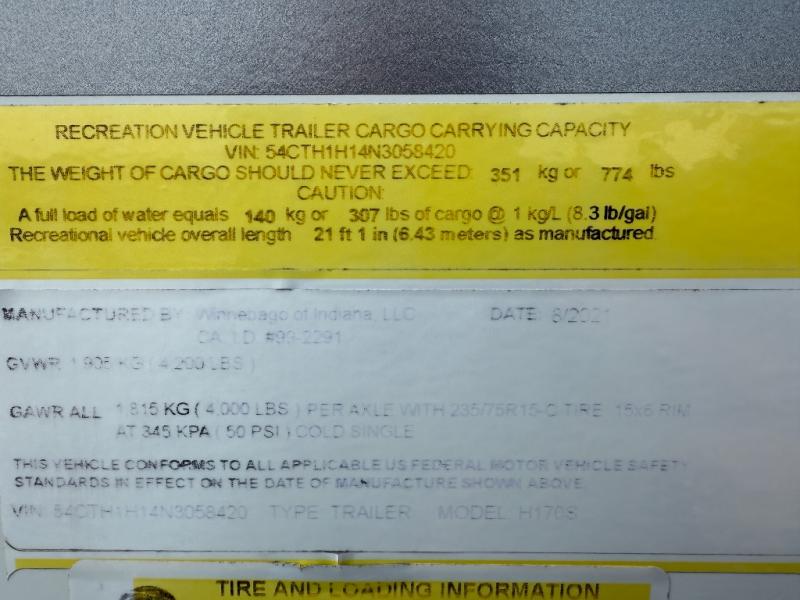 RECREATION VEHICLE TRAILER CARGO CARRYING CAPACITY
VIN: 54CTH1H14N3058420
THE WEIGHT OF CARGO SHOULD NEVER EXCEED: 351 kg or 774 lbs
CAUTION:
A full load of water equals 140 kg or 307 lbs of cargo @ 1 kg/L (8.3 lb/gal)
Recreational vehicle overall length 21 ft 1 in (6.43 meters) as manufactured.
MANUFACTURED BY: Winnebago of Indiana, LLC DATE: 8/2021
CA. I.D. #99-2291
GVWR 1 905 KG ( 4,200 LBS )
GAWR ALL 1 815 KG ( 4,000 LBS ) PER AXLE WITH 235/75R15-C TIRE 15x6 RIM
AT 345 KPA ( 50 PSI ) COLD SINGLE
THIS VEHICLE CONFORMS TO ALL APPLICABLE US FEDERAL MOTOR VEHICLE SAFETY
STANDARDS IN EFFECT ON THE DATE OF MANUFACTURE SHOWN ABOVE.
VIN: 54CTH1H14N3058420 TYPE TRAILER MODEL: H170S
TIRE AND LOADING INFORMATION